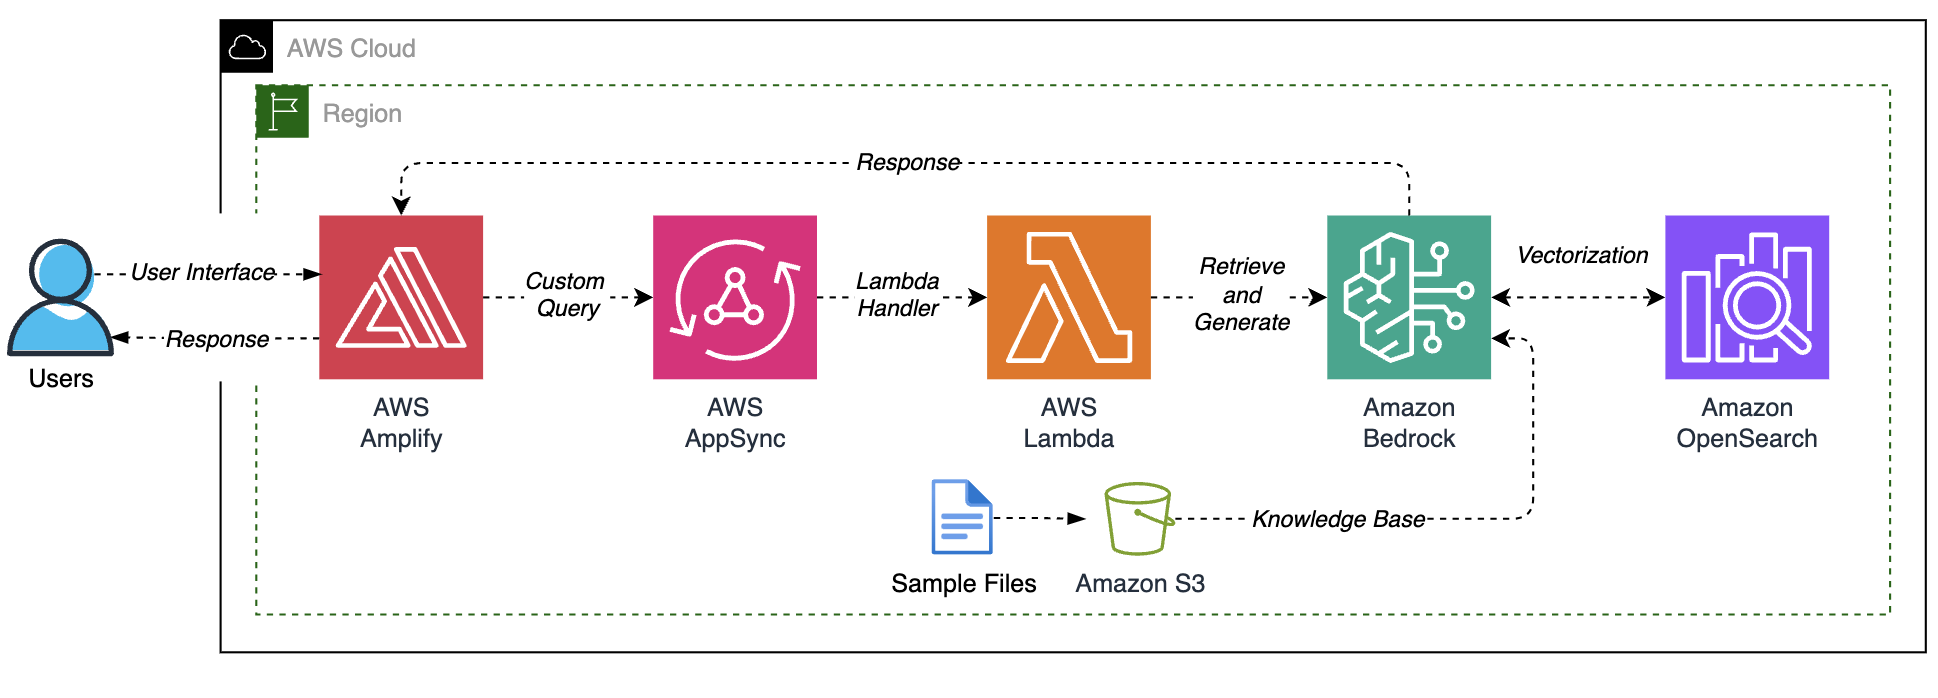 AWS Cloud
Region
Response
User Interface
Response
Users
Custom
Query
Lambda
Handler
Retrieve
and
Generate
Vectorization
AWS
Amplify
AWS
AppSync
AWS
Lambda
Amazon
Bedrock
Amazon
OpenSearch
Knowledge Base
Sample Files
Amazon S3